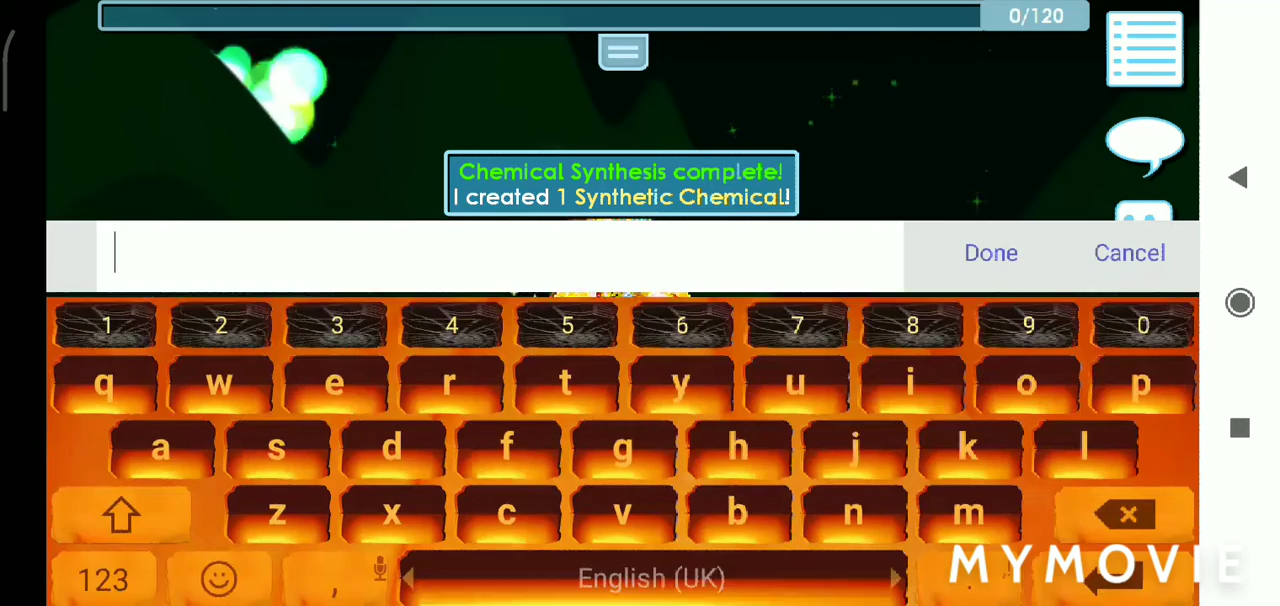 0/120
Chemical Synthesis complete!
I created 1 Synthetic Chemical!
Done Cancel
1 2 3 4 5 6 7 8 9 0
q w e r t y u i o p
a s d f g h j k l
z x c v b n m
123 , English (UK) .
MYMOVIE